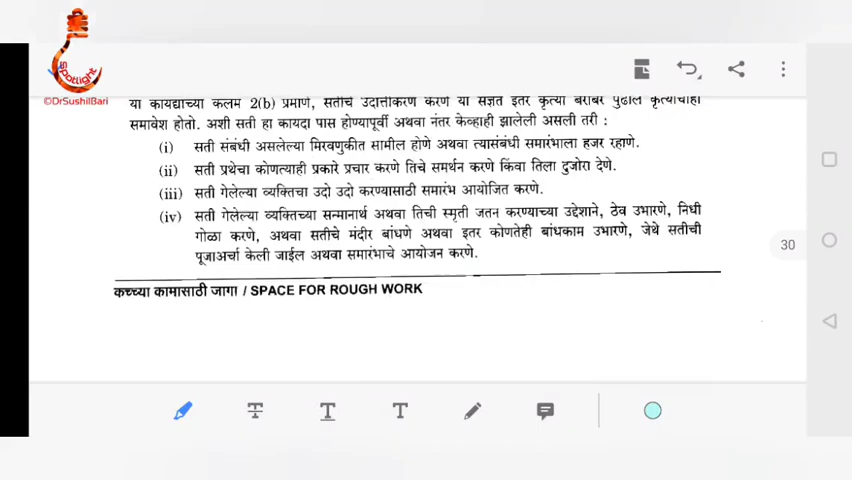 Spotlight
©DrSushilBari
या कायद्याच्या कलम 2(b) प्रमाणे, सतीचे उदात्तीकरण करणे या संज्ञेत इतर कृत्यां बरोबर पुढील कृत्यांचाही
समावेश होतो. अशी सती हा कायदा पास होण्यापूर्वी अथवा नंतर केव्हाही झालेली असली तरी :
(i) सती संबंधी असलेल्या मिरवणुकीत सामील होणे अथवा त्यासंबंधी समारंभाला हजर राहणे.
(ii) सती प्रथेचा कोणत्याही प्रकारे प्रचार करणे तिचे समर्थन करणे किंवा तिला दुजोरा देणे.
(iii) सती गेलेल्या व्यक्तिचा उदो उदो करण्यासाठी समारंभ आयोजित करणे.
(iv) सती गेलेल्या व्यक्तिच्या सन्मानार्थ अथवा तिची स्मृती जतन करण्याच्या उद्देशाने, ठेव उभारणे, निधी
गोळा करणे, अथवा सतीचे मंदीर बांधणे अथवा इतर कोणतेही बांधकाम उभारणे, जेथे सतीची
पूजाअर्चा केली जाईल अथवा समारंभाचे आयोजन करणे.
30
कच्च्या कामासाठी जागा / SPACE FOR ROUGH WORK